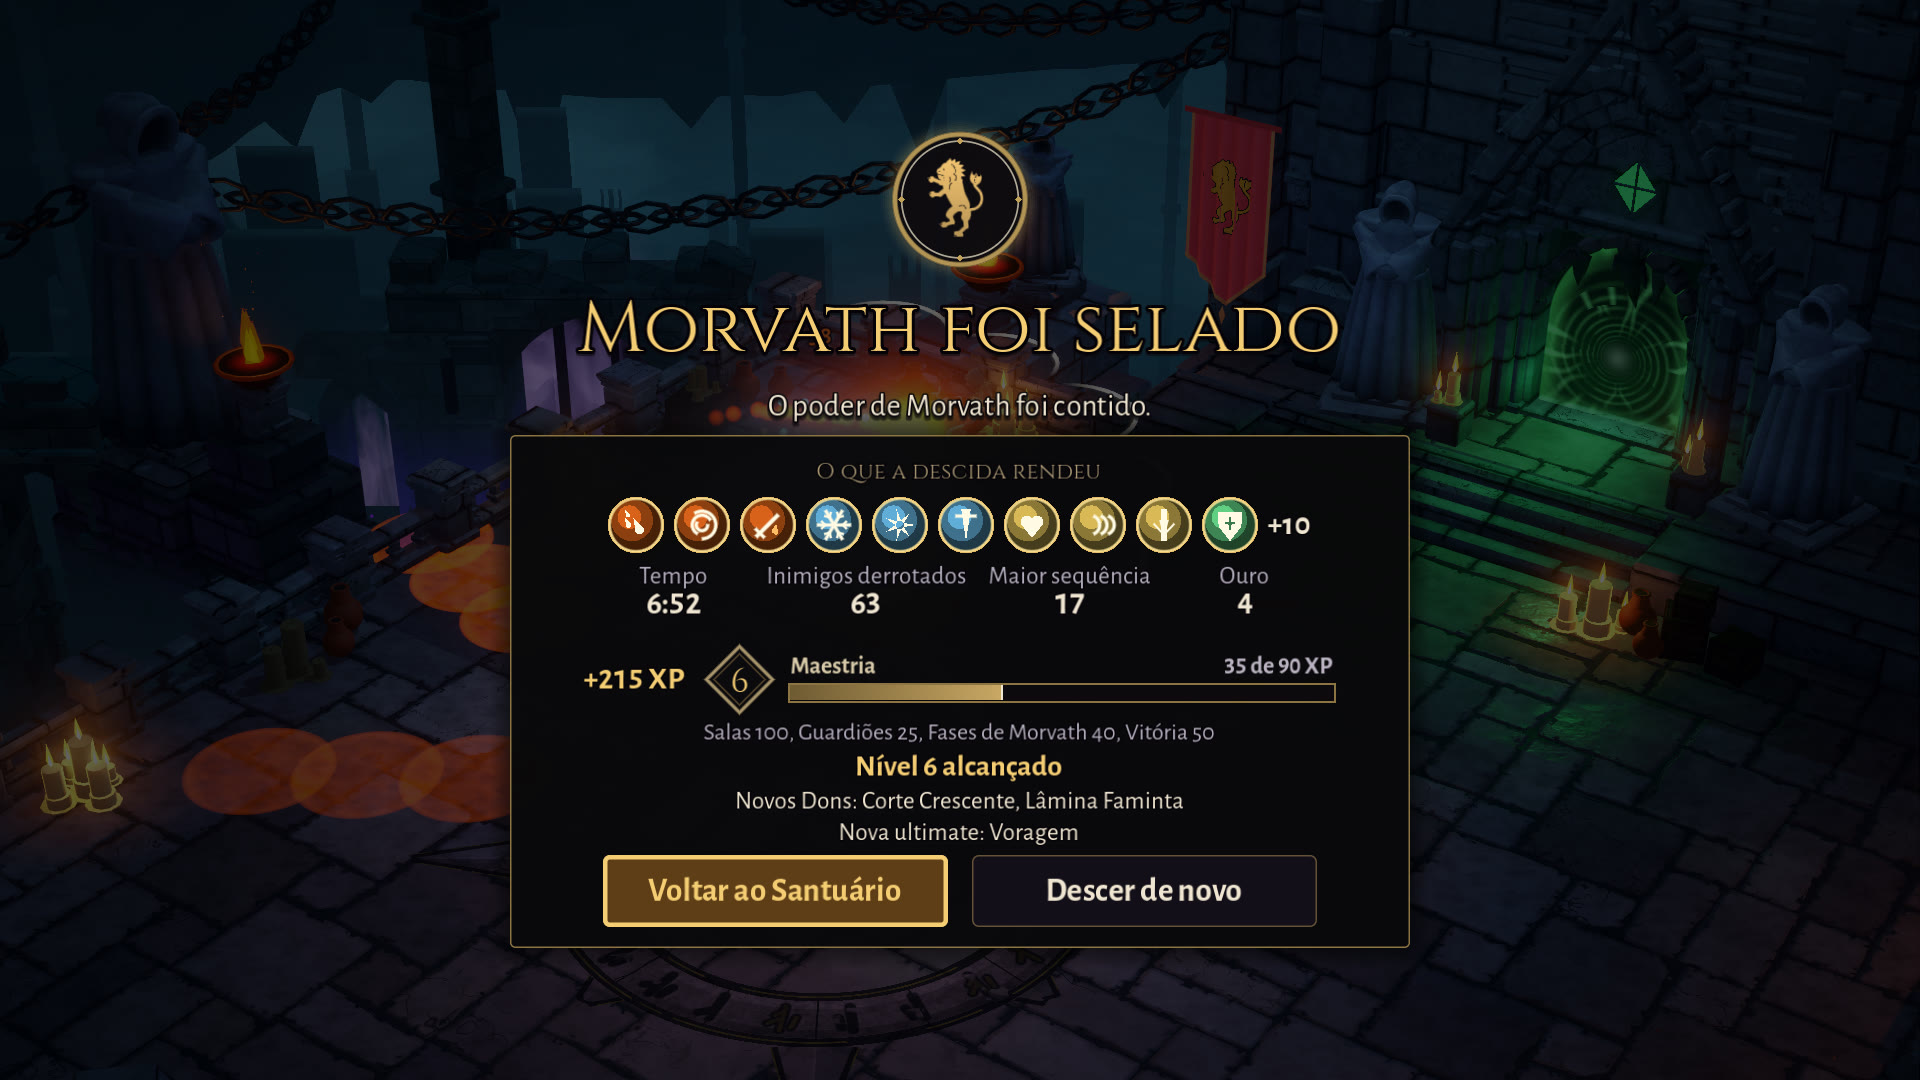 MORVATH FOI SELADO
O poder de Morvath foi contido.
O QUE A DESCIDA RENDEU
+10
Tempo Inimigos derrotados Maior sequência Ouro
6:52 63 17 4
+215 XP 6 Maestria 35 de 90 XP
Salas 100, Guardiões 25, Fases de Morvath 40, Vitória 50
Nível 6 alcançado
Novos Dons: Corte Crescente, Lâmina Faminta
Nova ultimate: Voragem
Voltar ao Santuário Descer de novo